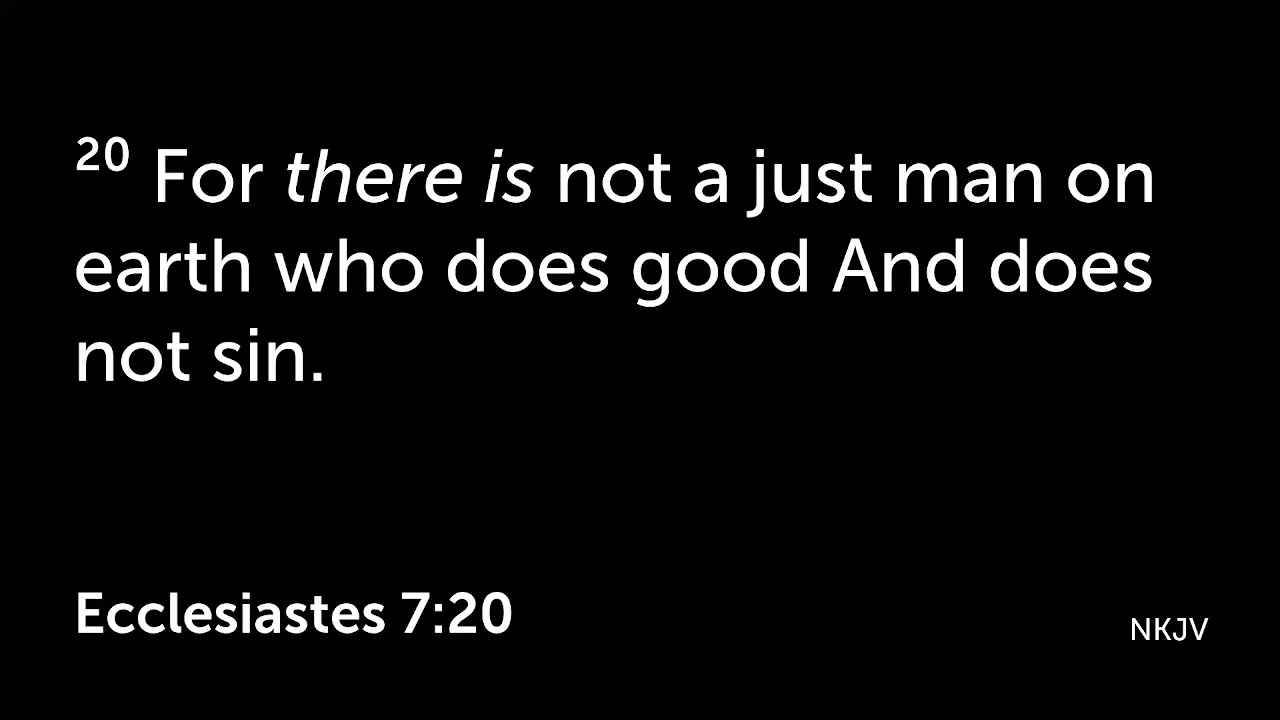 20 For there is not a just man on
earth who does good And does
not sin.
Ecclesiastes 7:20
NKJV